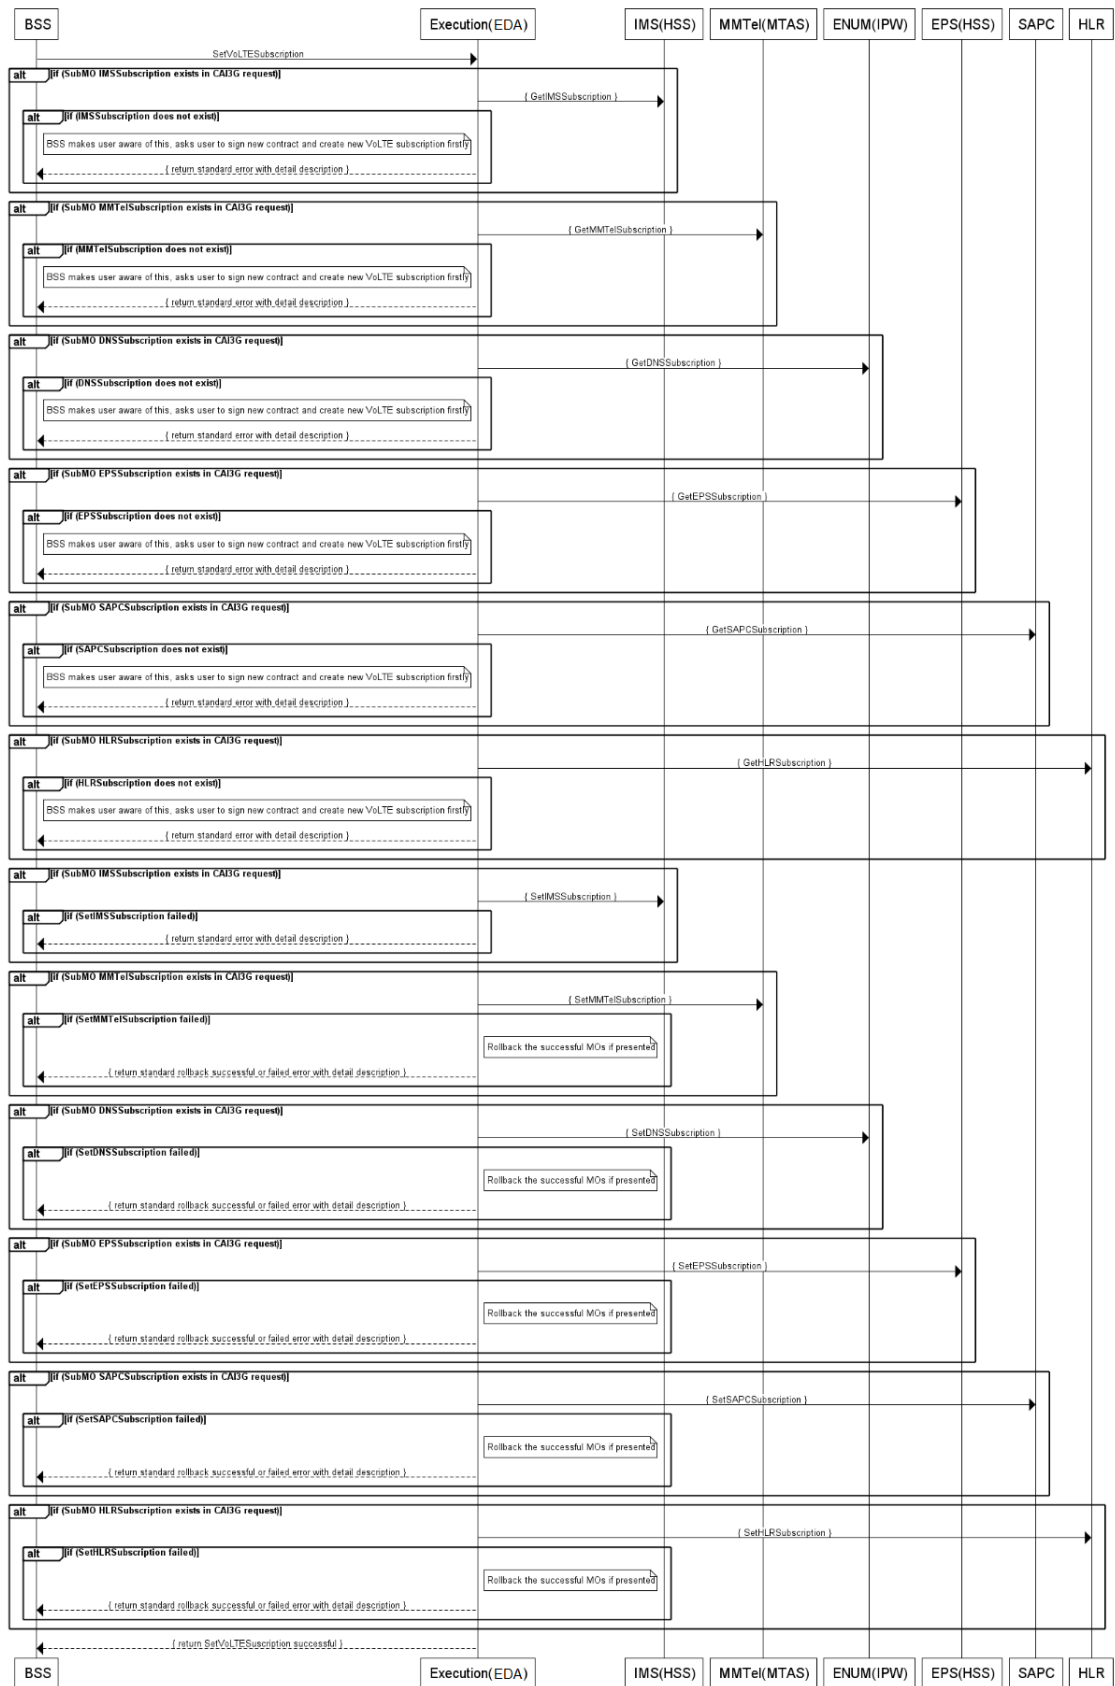 BSS Execution(EDA) IMS(HSS) MMTel(MTAS) ENUM(IPW) EPS(HSS) SAPC HLR
SetVoLTESubscription
alt [if (SubMO IMSSubscription exists in CAI3G request)]
{ GetIMSSubscription }
alt [if (IMSSubscription does not exist)]
BSS makes user aware of this, asks user to sign new contract and create new VoLTE subscription firstly
{ return standard error with detail description }
alt [if (SubMO MMTelSubscription exists in CAI3G request)]
{ GetMMTelSubscription }
alt [if (MMTelSubscription does not exist)]
BSS makes user aware of this, asks user to sign new contract and create new VoLTE subscription firstly
{ return standard error with detail description }
alt [if (SubMO DNSSubscription exists in CAI3G request)]
{ GetDNSSubscription }
alt [if (DNSSubscription does not exist)]
BSS makes user aware of this, asks user to sign new contract and create new VoLTE subscription firstly
{ return standard error with detail description }
alt [if (SubMO EPSSubscription exists in CAI3G request)]
{ GetEPSSubscription }
alt [if (EPSSubscription does not exist)]
BSS makes user aware of this, asks user to sign new contract and create new VoLTE subscription firstly
{ return standard error with detail description }
alt [if (SubMO SAPCSubscription exists in CAI3G request)]
{ GetSAPCSubscription }
alt [if (SAPCSubscription does not exist)]
BSS makes user aware of this, asks user to sign new contract and create new VoLTE subscription firstly
{ return standard error with detail description }
alt [if (SubMO HLRSubscription exists in CAI3G request)]
{ GetHLRSubscription }
alt [if (HLRSubscription does not exist)]
BSS makes user aware of this, asks user to sign new contract and create new VoLTE subscription firstly
{ return standard error with detail description }
alt [if (SubMO IMSSubscription exists in CAI3G request)]
{ SetIMSSubscription }
alt [if (SetIMSSubscription failed)]
{ return standard error with detail description }
alt [if (SubMO MMTelSubscription exists in CAI3G request)]
{ SetMMTelSubscription }
alt [if (SetMMTelSubscription failed)]
Rollback the successful MOs if presented
{ return standard rollback successful or failed error with detail description }
alt [if (SubMO DNSSubscription exists in CAI3G request)]
{ SetDNSSubscription }
alt [if (SetDNSSubscription failed)]
Rollback the successful MOs if presented
{ return standard rollback successful or failed error with detail description }
alt [if (SubMO EPSSubscription exists in CAI3G request)]
{ SetEPSSubscription }
alt [if (SetEPSSubscription failed)]
Rollback the successful MOs if presented
{ return standard rollback successful or failed error with detail description }
alt [if (SubMO SAPCSubscription exists in CAI3G request)]
{ SetSAPCSubscription }
alt [if (SetSAPCSubscription failed)]
Rollback the successful MOs if presented
{ return standard rollback successful or failed error with detail description }
alt [if (SubMO HLRSubscription exists in CAI3G request)]
{ SetHLRSubscription }
alt [if (SetHLRSubscription failed)]
Rollback the successful MOs if presented
{ return standard rollback successful or failed error with detail description }
{ return SetVoLTESuscription successful }
BSS Execution(EDA) IMS(HSS) MMTel(MTAS) ENUM(IPW) EPS(HSS) SAPC HLR